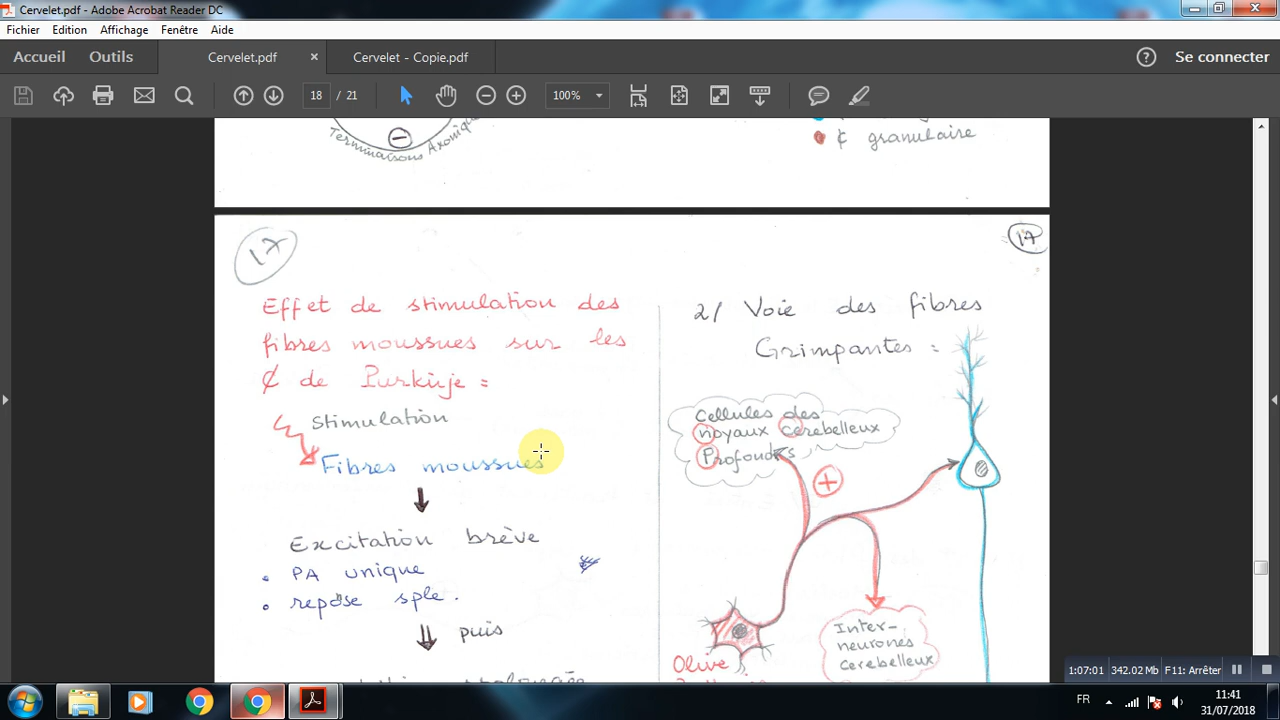 Cervelet.pdf - Adobe Acrobat Reader DC
Fichier Edition Affichage Fenêtre Aide
Accueil Outils Cervelet.pdf × Cervelet - Copie.pdf ? Se connecter
18 / 21 100%
Terminaisons Axoniques
¢ granulaire
17
17
Effet de stimulation des
fibres moussues sur les
¢ de Purkinje =
Stimulation
Fibres moussues
Excitation brève
• PA unique
• repose sple.
puis
2/ Voie des fibres
Grimpantes =
Cellules des
noyaux cerebelleux
Profondes
+
Inter-
neurones
cerebelleux
Olive
1:07:01 342.02 Mb F11: Arrêter
FR
11:41
31/07/2018